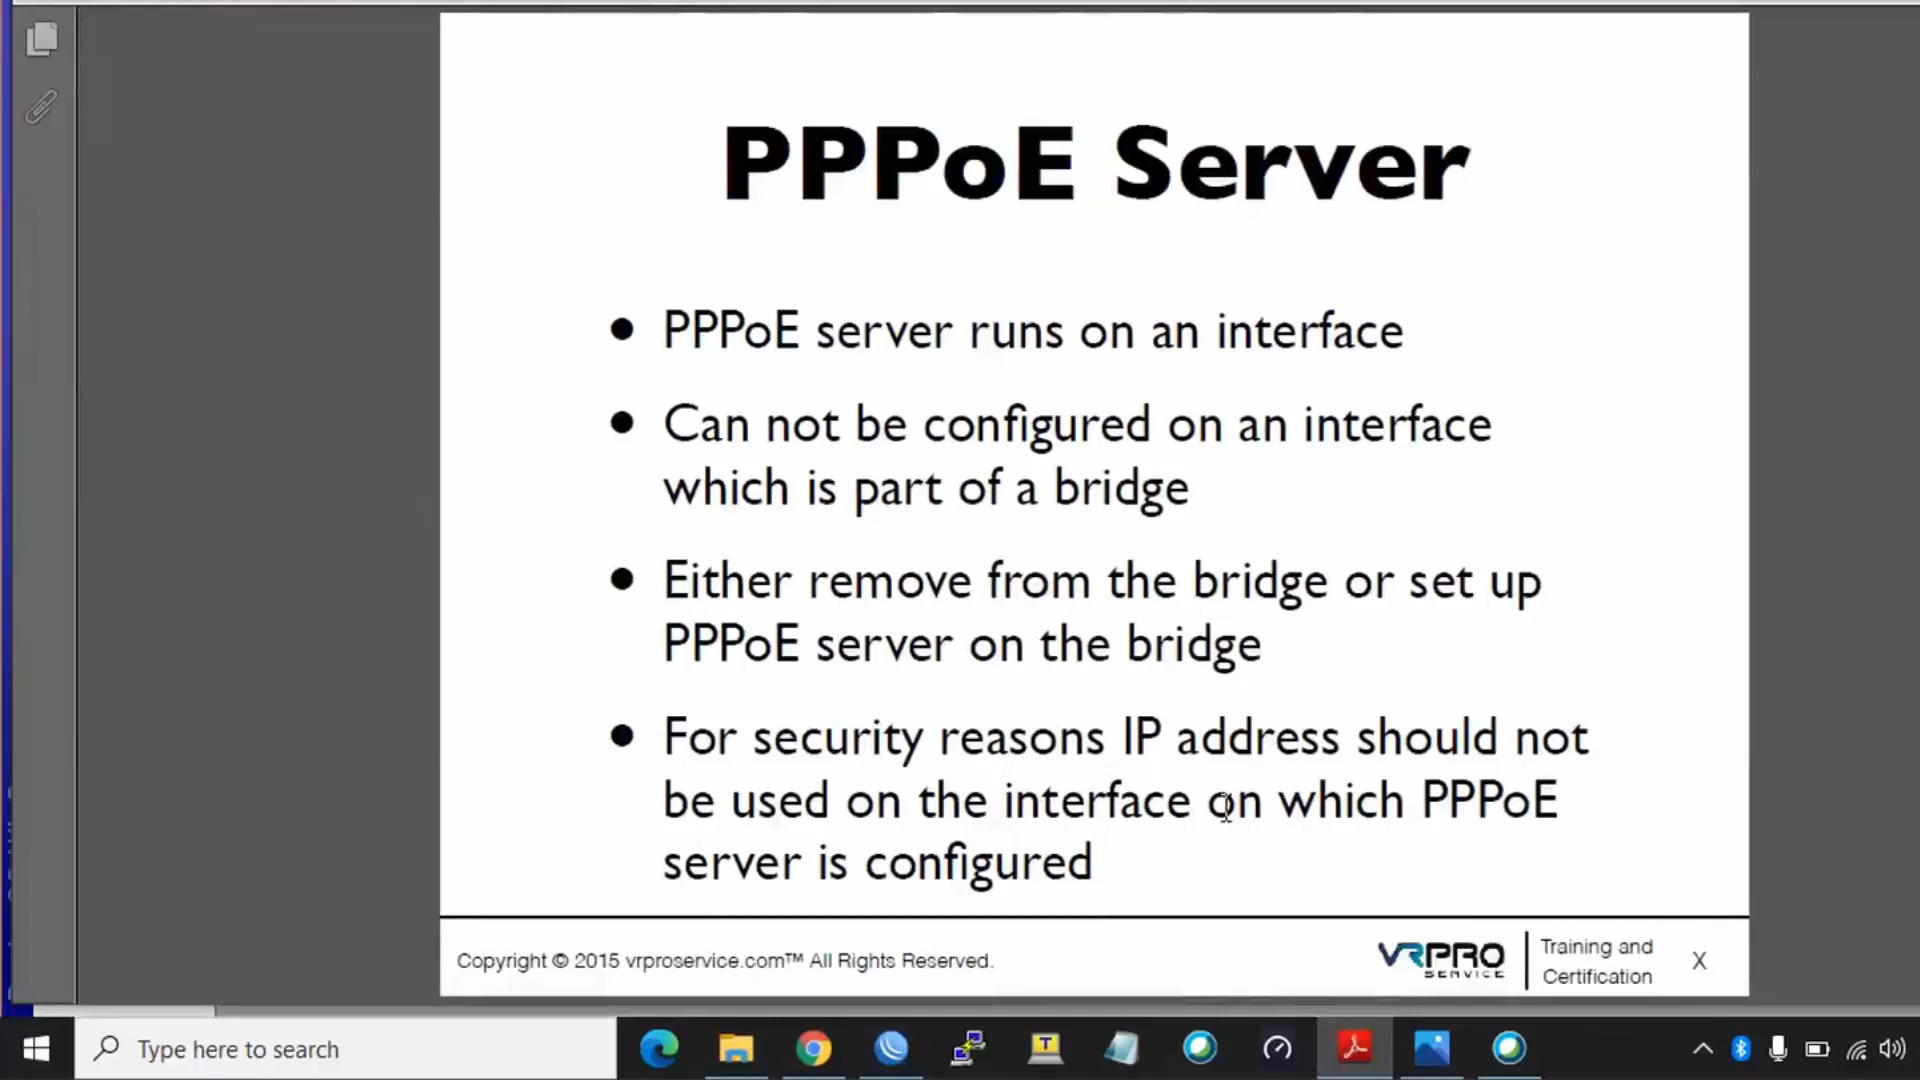 PPPoE Server
• PPPoE server runs on an interface
• Can not be configured on an interface
which is part of a bridge
• Either remove from the bridge or set up
PPPoE server on the bridge
• For security reasons IP address should not
be used on the interface on which PPPoE
server is configured
Copyright © 2015 vrproservice.com™ All Rights Reserved.
VRPRO
SERVICE
Training and
Certification
X
Type here to search
T